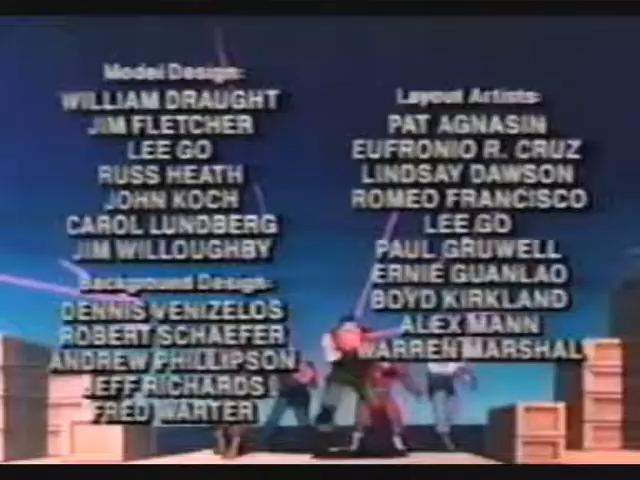 Model Design:
WILLIAM DRAUGHT
JIM FLETCHER
LEE GO
RUSS HEATH
JOHN KOCH
CAROL LUNDBERG
JIM WILLOUGHBY
Background Design:
DENNIS VENIZELOS
ROBERT SCHAEFER
ANDREW PHILLIPSON
JEFF RICHARDS
FRED WARTER
Layout Artists:
PAT AGNASIN
EUFRONIO R. CRUZ
LINDSAY DAWSON
ROMEO FRANCISCO
LEE GO
PAUL GRUWELL
ERNIE GUANLAO
BOYD KIRKLAND
ALEX MANN
WARREN MARSHAL